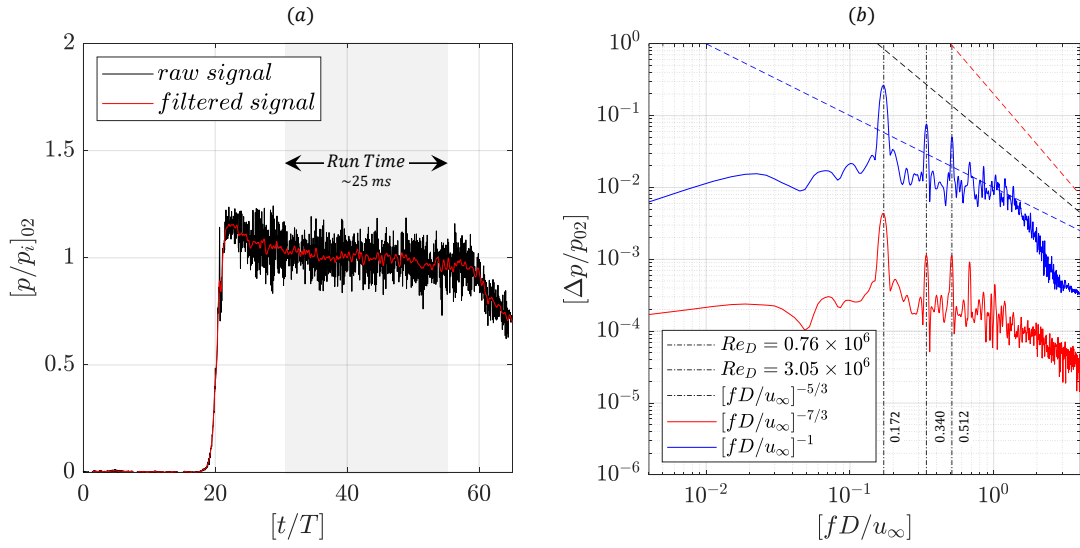 (a)
2
1.5
1
0.5
0
[p/p_i]_{02}
raw signal
filtered signal
Run Time
~25 ms
0
20
40
60
[t/T]
(b)
10^0
10^{-1}
10^{-2}
10^{-3}
10^{-4}
10^{-5}
10^{-6}
[Δp/p_{02}]
Re_D = 0.76 × 10^6
Re_D = 3.05 × 10^6
[fD/u_∞]^{-5/3}
[fD/u_∞]^{-7/3}
[fD/u_∞]^{-1}
0.172
0.340
0.512
10^{-2}
10^{-1}
10^0
[fD/u_∞]